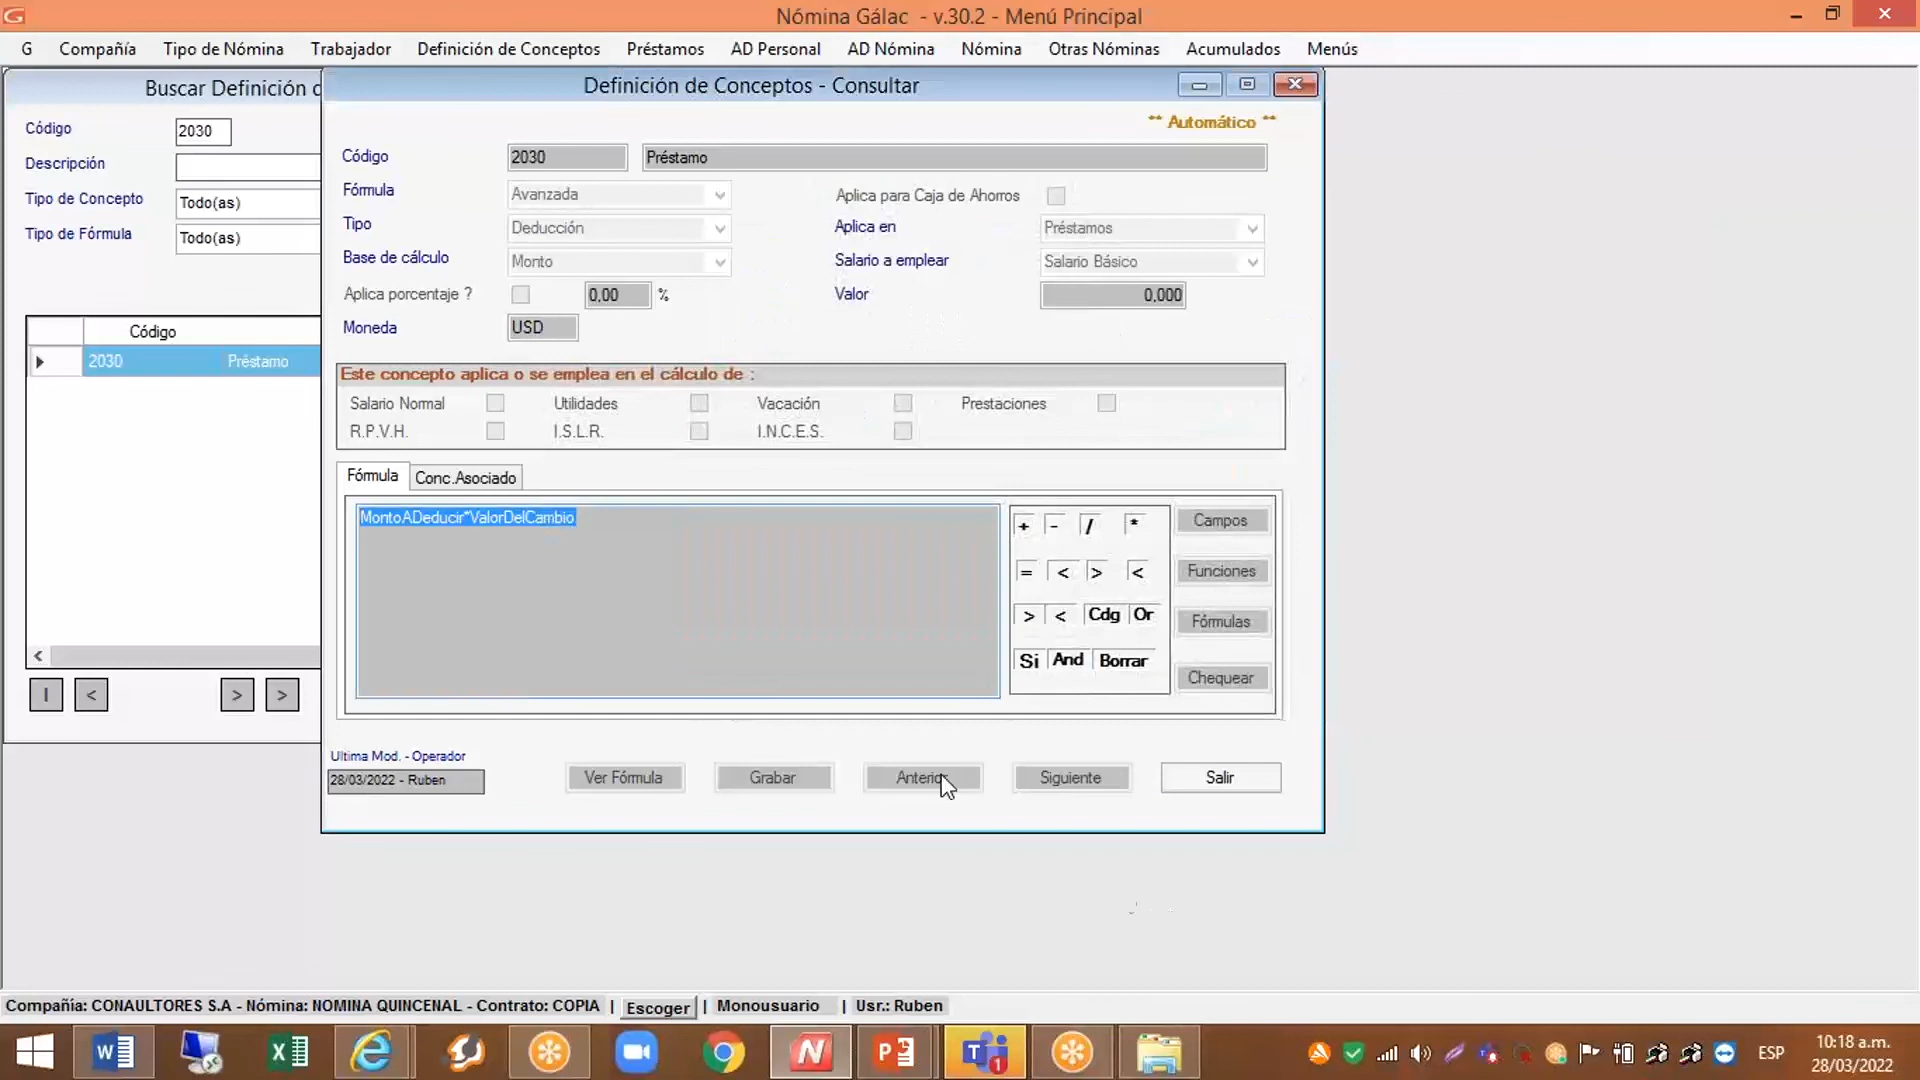 Nómina Gálac - v.30.2 - Menú Principal
G Compañía Tipo de Nómina Trabajador Definición de Conceptos Préstamos AD Personal AD Nómina Nómina Otras Nóminas Acumulados Menús
Buscar Definición d
Código 2030
Descripción
Tipo de Concepto Todo(as)
Tipo de Fórmula Todo(as)
Código
2030 Préstamo
< >
I < > >
Definición de Conceptos - Consultar
** Automático **
Código 2030 Préstamo
Fórmula Avanzada Aplica para Caja de Ahorros
Tipo Deducción Aplica en Préstamos
Base de cálculo Monto Salario a emplear Salario Básico
Aplica porcentaje ? 0,00 % Valor 0,000
Moneda USD
Este concepto aplica o se emplea en el cálculo de :
Salario Normal Utilidades Vacación Prestaciones
R.P.V.H. I.S.L.R. I.N.C.E.S.
Fórmula Conc.Asociado
MontoADeducir*ValorDelCambio
+ - / * Campos
= < > < Funciones
> < Cdg Or Fórmulas
Si And Borrar Chequear
Ultima Mod. - Operador
28/03/2022 - Ruben
Ver Fórmula Grabar Anterior Siguiente Salir
Compañía: CONAULTORES S.A - Nómina: NOMINA QUINCENAL - Contrato: COPIA | Escoger | Monousuario | Usr.: Ruben
ESP
10:18 a.m.
28/03/2022